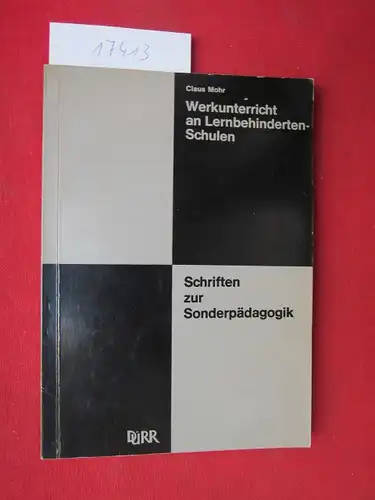 17413
Claus Mohr
Werkunterricht
an Lernbehinderten-
Schulen
Schriften
zur
Sonderpädagogik
DÜRR